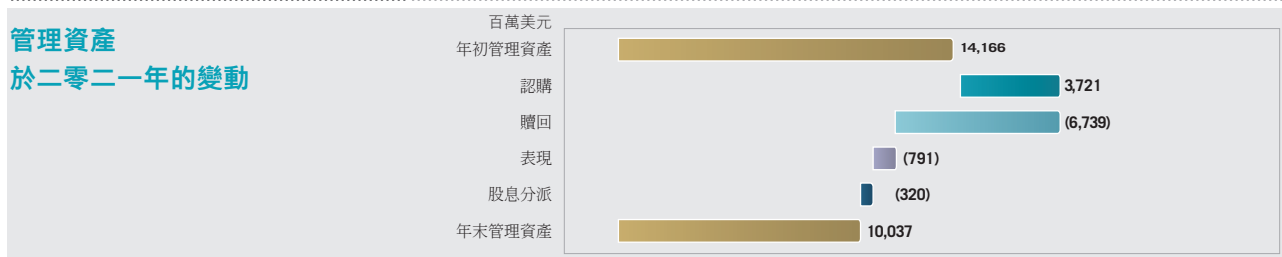 管理資產
於二零二一年的變動
百萬美元
年初管理資產 14,166
認購 3,721
贖回 (6,739)
表現 (791)
股息分派 (320)
年末管理資產 10,037